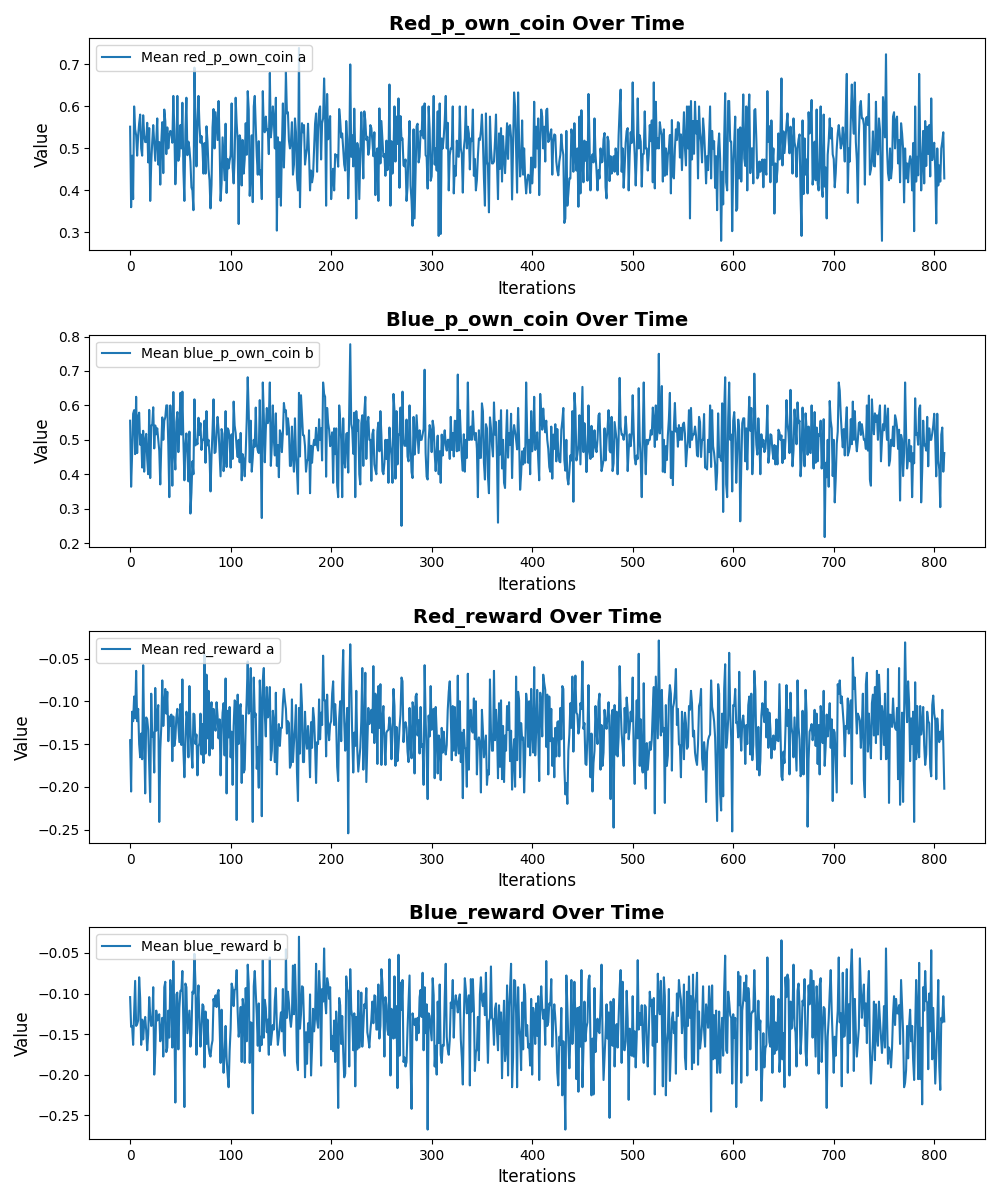 Red_p_own_coin Over Time
Mean red_p_own_coin a
Value
0.7
0.6
0.5
0.4
0.3
0 100 200 300 400 500 600 700 800
Iterations
Blue_p_own_coin Over Time
Mean blue_p_own_coin b
Value
0.8
0.7
0.6
0.5
0.4
0.3
0.2
0 100 200 300 400 500 600 700 800
Iterations
Red_reward Over Time
Mean red_reward a
Value
−0.05
−0.10
−0.15
−0.20
−0.25
0 100 200 300 400 500 600 700 800
Iterations
Blue_reward Over Time
Mean blue_reward b
Value
−0.05
−0.10
−0.15
−0.20
−0.25
0 100 200 300 400 500 600 700 800
Iterations